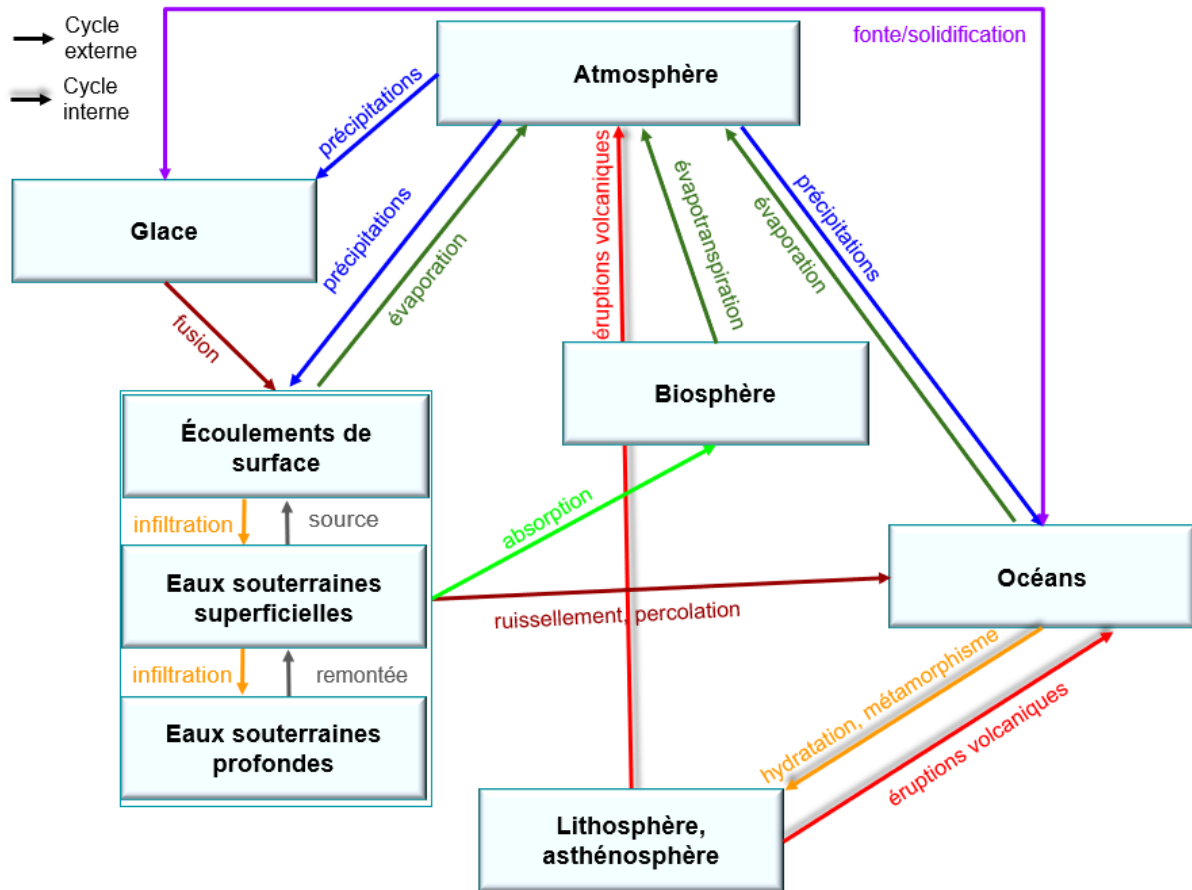 Cycle
externe
Cycle
interne
fonte/solidification
Atmosphère
précipitations
Glace
précipitations
évaporation
éruptions volcaniques
évapotranspiration
évaporation
précipitations
fusion
Biosphère
Écoulements de
surface
absorption
infiltration
source
Eaux souterraines
superficielles
ruissellement, percolation
Océans
infiltration
remontée
Eaux souterraines
profondes
hydratation, métamorphisme
éruptions volcaniques
Lithosphère,
asthénosphère